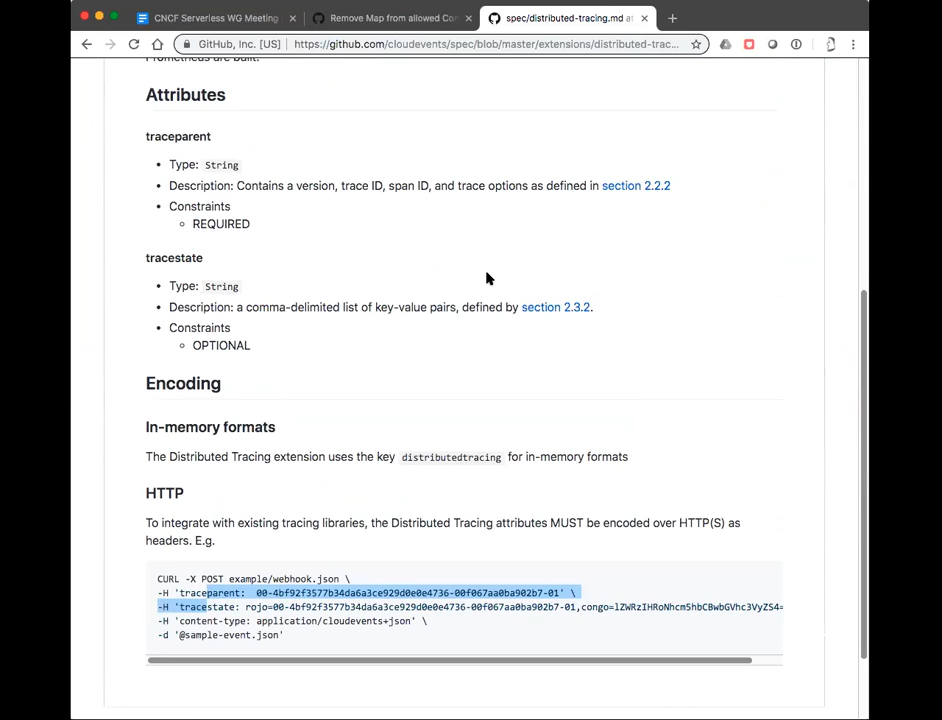 CNCF Serverless WG Meeting
Remove Map from allowed Cor
spec/distributed-tracing.md at
GitHub, Inc. [US]
https://github.com/cloudevents/spec/blob/master/extensions/distributed-trac...
Prometheus are built.
Attributes
traceparent
• Type: String
• Description: Contains a version, trace ID, span ID, and trace options as defined in section 2.2.2
• Constraints
REQUIRED
tracestate
• Type: String
• Description: a comma-delimited list of key-value pairs, defined by section 2.3.2.
• Constraints
OPTIONAL
Encoding
In-memory formats
The Distributed Tracing extension uses the key distributedtracing for in-memory formats
HTTP
To integrate with existing tracing libraries, the Distributed Tracing attributes MUST be encoded over HTTP(S) as
headers. E.g.
CURL -X POST example/webhook.json \
-H 'traceparent:  00-4bf92f3577b34da6a3ce929d0e0e4736-00f067aa0ba902b7-01' \
-H 'tracestate: rojo=00-4bf92f3577b34da6a3ce929d0e0e4736-00f067aa0ba902b7-01,congo=lZWRzIHRoNhcm5hbCBwbGVhc3VyZS4=
-H 'content-type: application/cloudevents+json' \
-d '@sample-event.json'